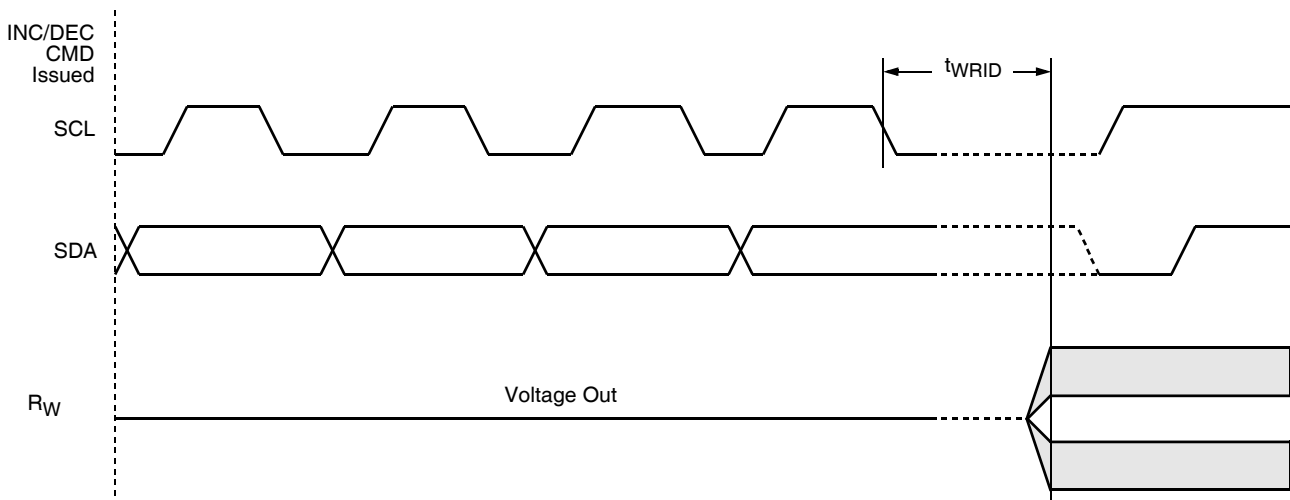 INC/DEC
CMD
Issued
tWRID
SCL
SDA
Voltage Out
RW